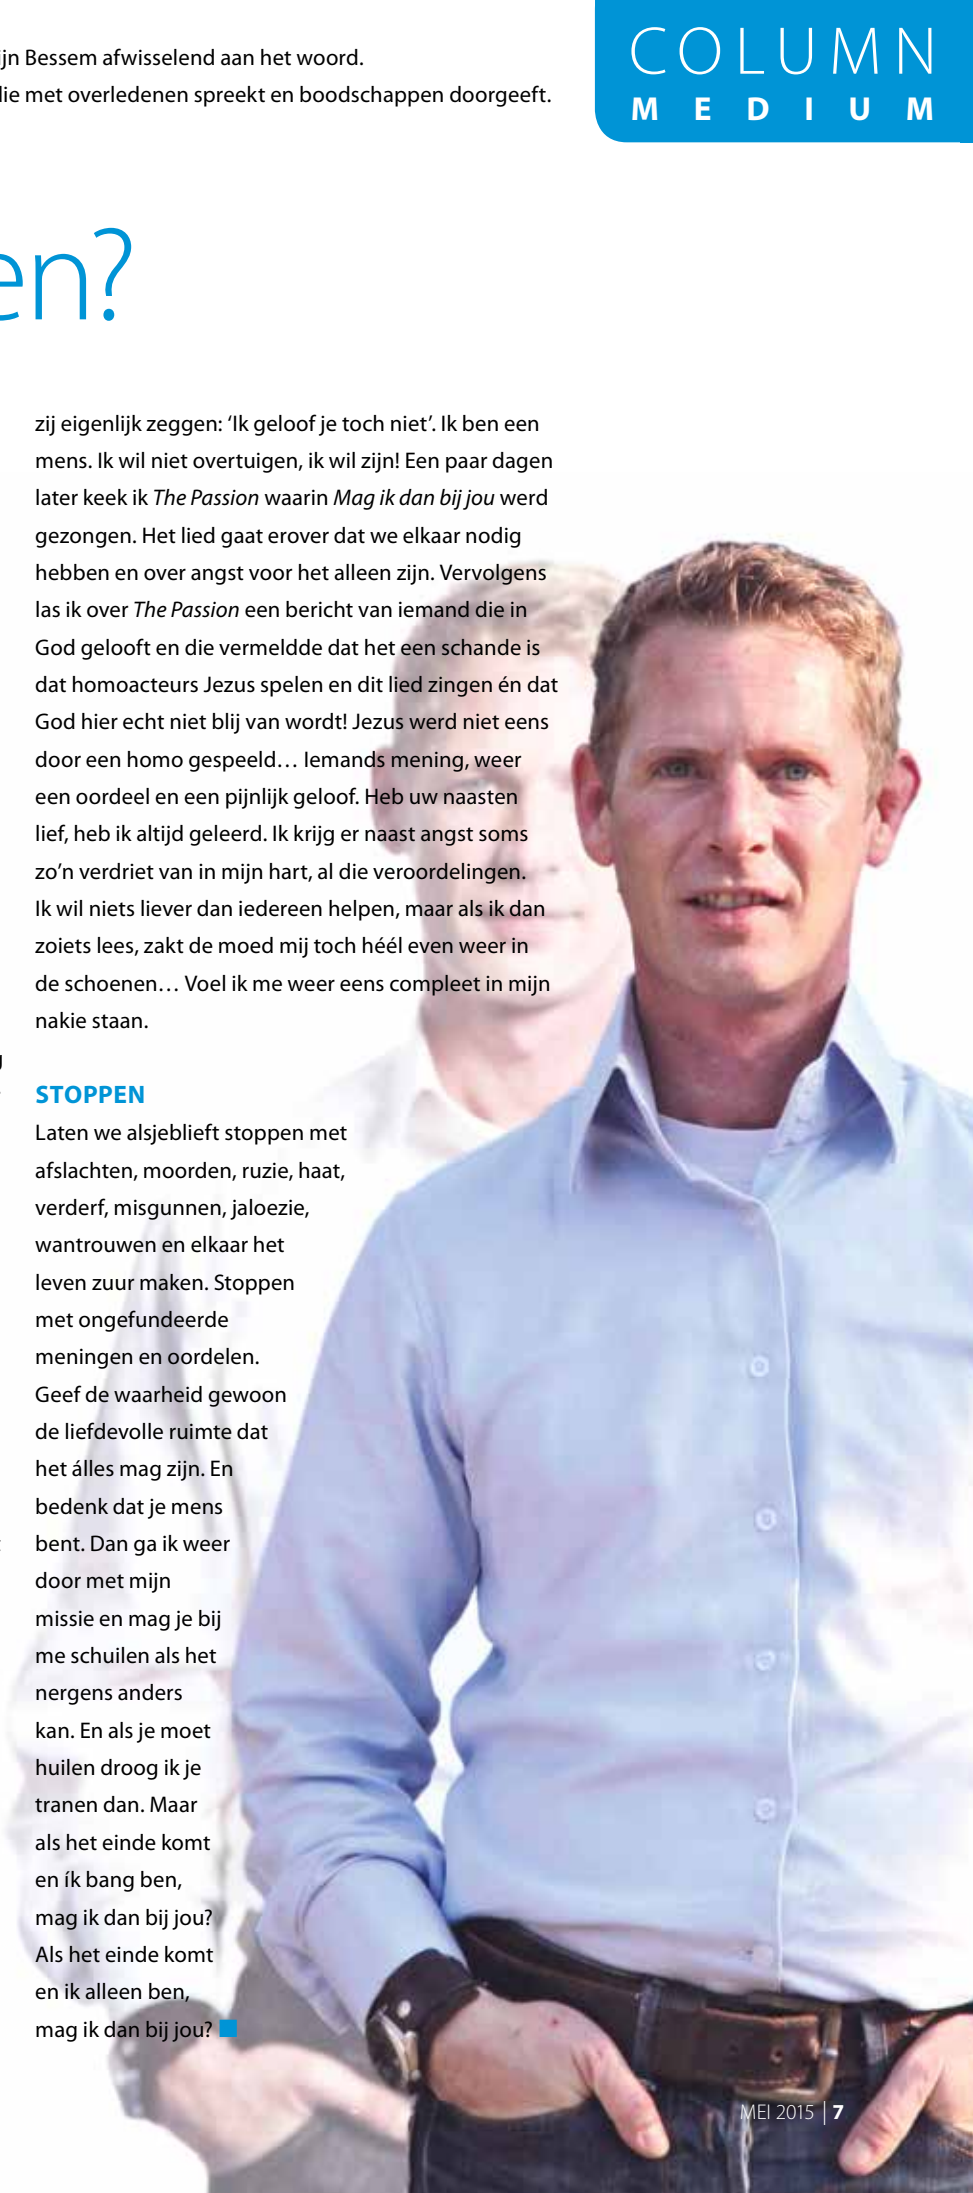 ijn Bessem afwisselend aan het woord.
die met overledenen spreekt en boodschappen doorgeeft.
COLUMN
MEDIUM
en?
zij eigenlijk zeggen: ‘Ik geloof je toch niet’. Ik ben een
mens. Ik wil niet overtuigen, ik wil zijn! Een paar dagen
later keek ik The Passion waarin Mag ik dan bij jou werd
gezongen. Het lied gaat erover dat we elkaar nodig
hebben en over angst voor het alleen zijn. Vervolgens
las ik over The Passion een bericht van iemand die in
God gelooft en die vermeldde dat het een schande is
dat homoacteurs Jezus spelen en dit lied zingen én dat
God hier echt niet blij van wordt! Jezus werd niet eens
door een homo gespeeld… Iemands mening, weer
een oordeel en een pijnlijk geloof. Heb uw naasten
lief, heb ik altijd geleerd. Ik krijg er naast angst soms
zo’n verdriet van in mijn hart, al die veroordelingen.
Ik wil niets liever dan iedereen helpen, maar als ik dan
zoiets lees, zakt de moed mij toch héél even weer in
de schoenen… Voel ik me weer eens compleet in mijn
nakie staan.
STOPPEN
Laten we alsjeblieft stoppen met
afslachten, moorden, ruzie, haat,
verderf, misgunnen, jaloezie,
wantrouwen en elkaar het
leven zuur maken. Stoppen
met ongefundeerde
meningen en oordelen.
Geef de waarheid gewoon
de liefdevolle ruimte dat
het álles mag zijn. En
bedenk dat je mens
bent. Dan ga ik weer
door met mijn
missie en mag je bij
me schuilen als het
nergens anders
kan. En als je moet
huilen droog ik je
tranen dan. Maar
als het einde komt
en ík bang ben,
mag ik dan bij jou?
Als het einde komt
en ik alleen ben,
mag ik dan bij jou?
MEI 2015 | 7